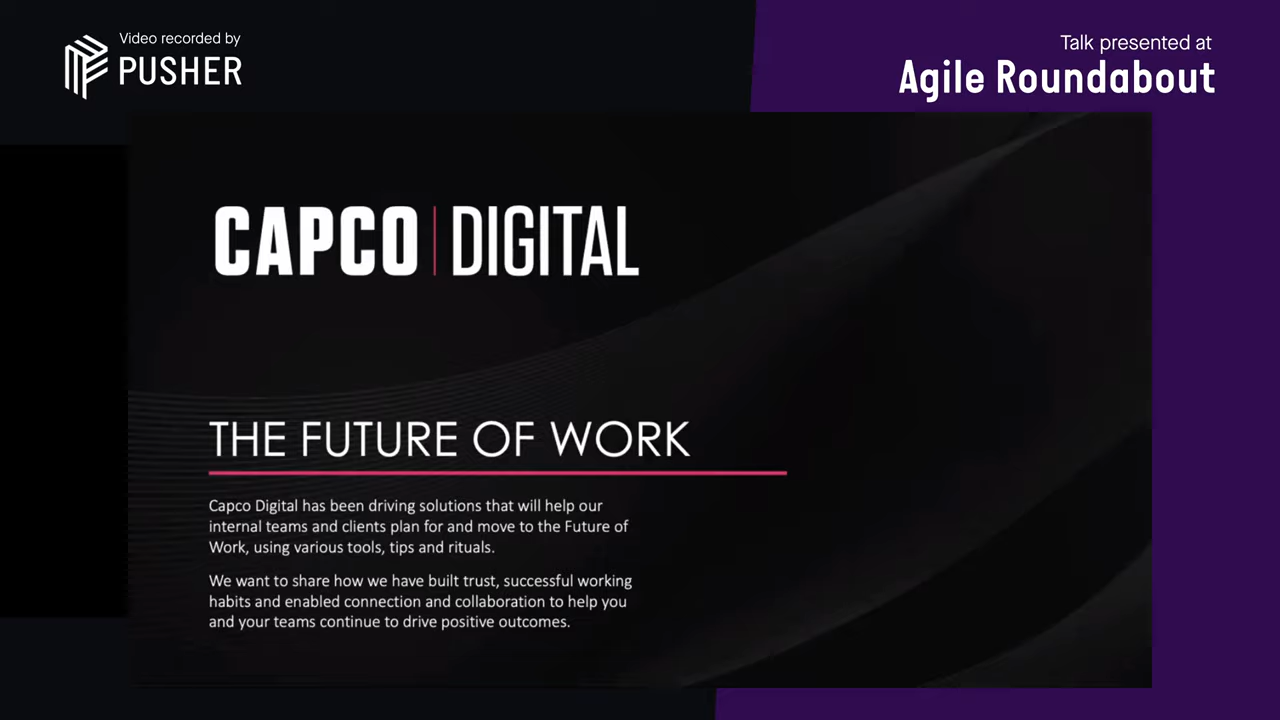 Video recorded by
PUSHER
Talk presented at
Agile Roundabout
CAPCO DIGITAL
THE FUTURE OF WORK
Capco Digital has been driving solutions that will help our
internal teams and clients plan for and move to the Future of
Work, using various tools, tips and rituals.
We want to share how we have built trust, successful working
habits and enabled connection and collaboration to help you
and your teams continue to drive positive outcomes.